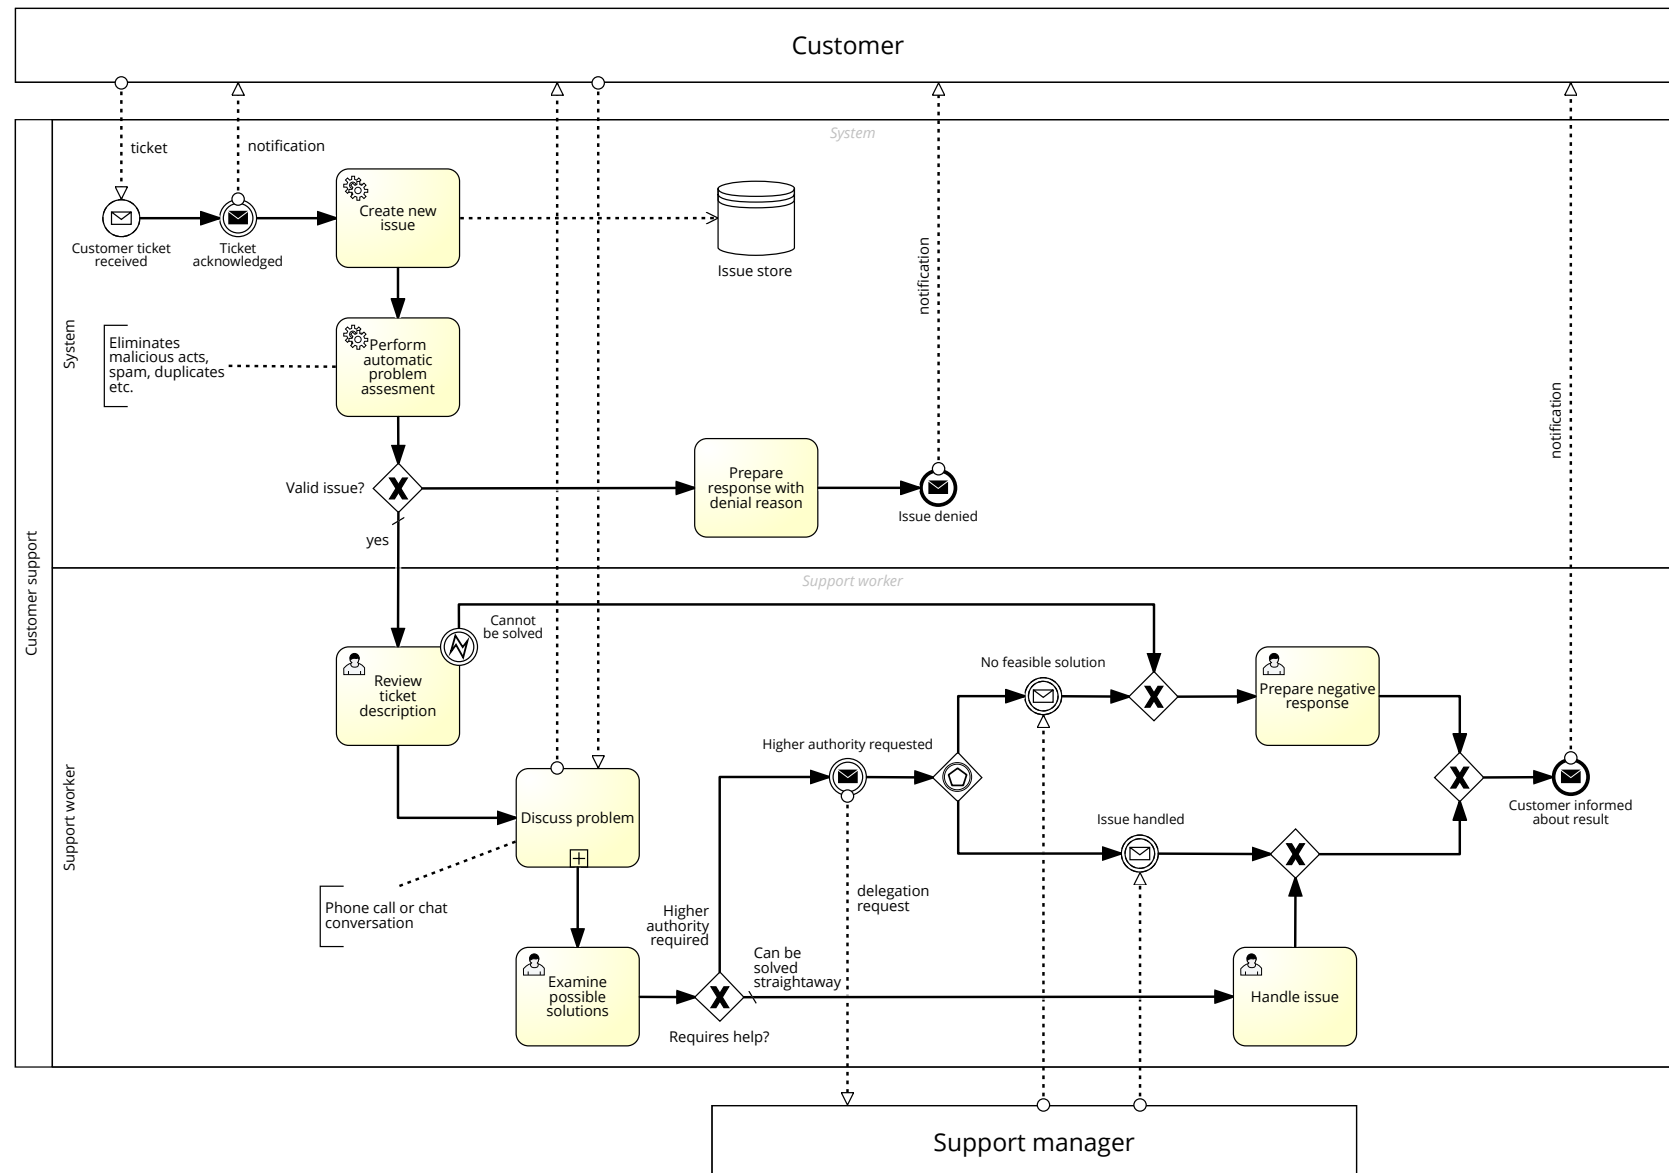 Customer
System
ticket
notification
Create new
issue
Customer ticket
received
Ticket
acknowledged
Issue store
notification
System
Eliminates
malicious acts,
spam, duplicates
etc.
Perform
automatic
problem
assesment
notification
Valid issue?
Prepare
response with
denial reason
Issue denied
yes
Customer support
Support worker
Cannot
be solved
Review
ticket
description
No feasible solution
Prepare negative
response
Higher authority requested
Support worker
Discuss problem
Issue handled
Customer informed
about result
Phone call or chat
conversation
Higher
authority
required
delegation
request
Can be
solved
straightaway
Examine
possible
solutions
Handle issue
Requires help?
Support manager